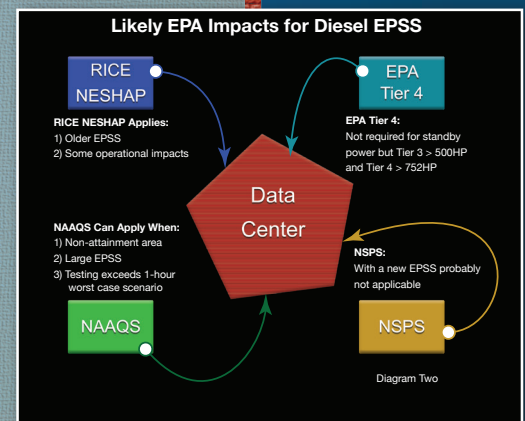 Likely EPA Impacts for Diesel EPSS
RICE
NESHAP
RICE NESHAP Applies:
1) Older EPSS
2) Some operational impacts
EPA
Tier 4
EPA Tier 4:
Not required for standby
power but Tier 3 > 500HP
and Tier 4 > 752HP
Data
Center
NAAQS Can Apply When:
1) Non-attainment area
2) Large EPSS
3) Testing exceeds 1-hour
worst case scenario
NAAQS
NSPS:
With a new EPSS probably
not applicable
NSPS
Diagram Two